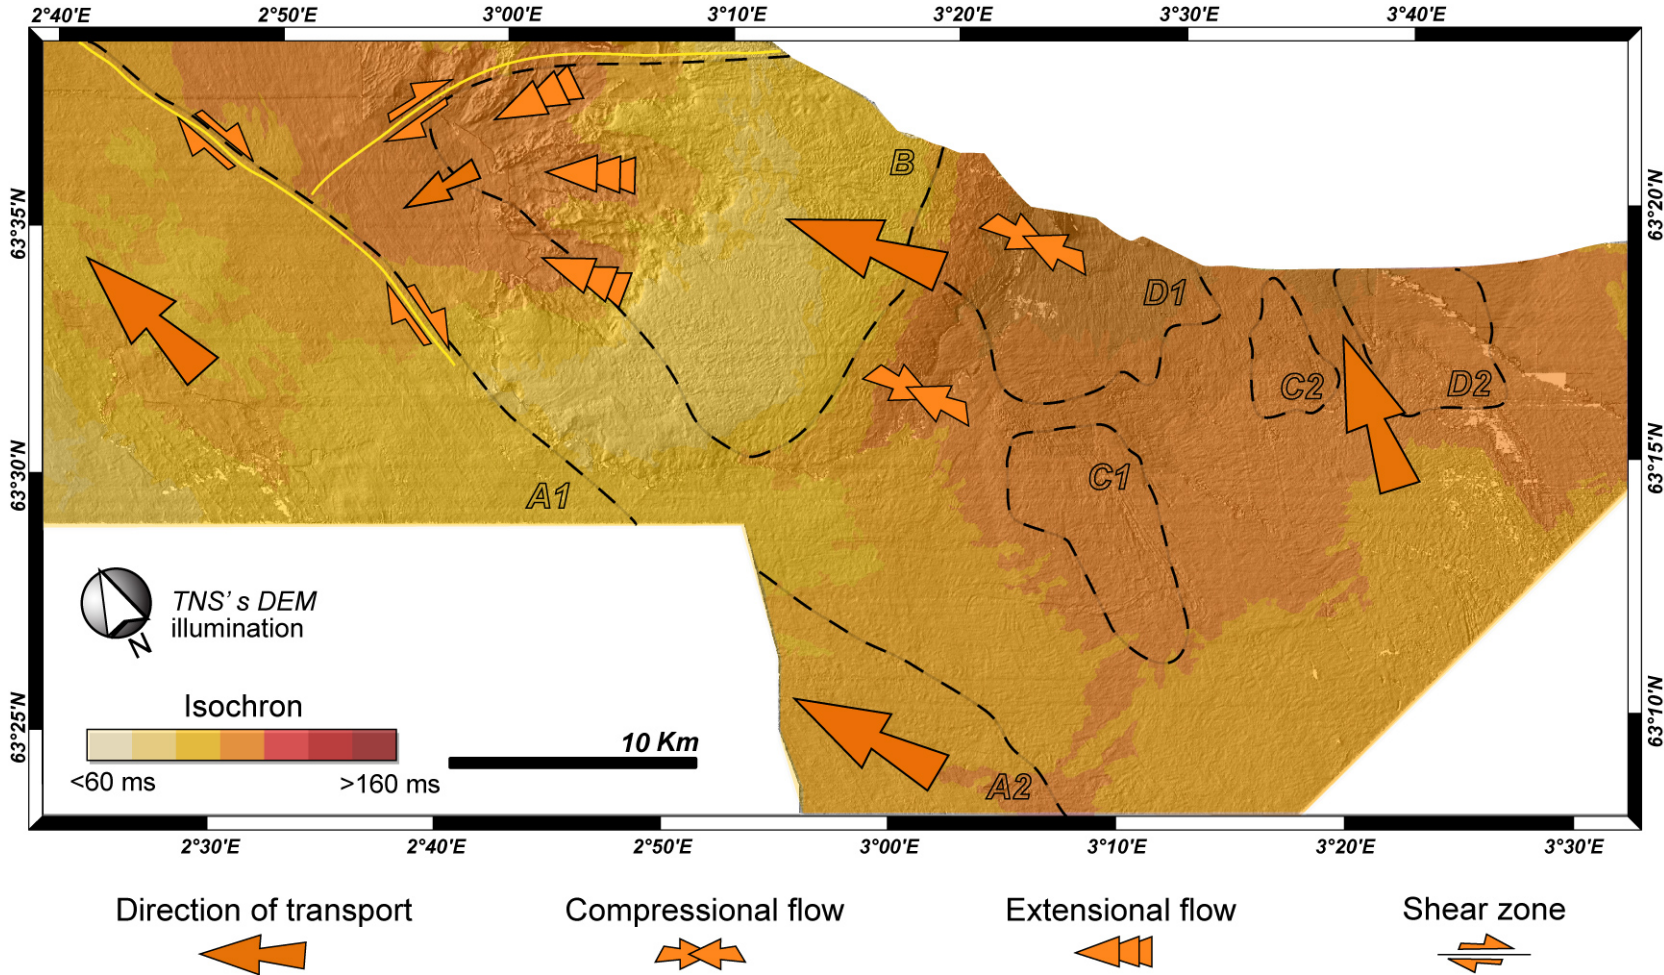 2°40'E 2°50'E 3°00'E 3°10'E 3°20'E 3°30'E 3°40'E
B
63°35'N
63°20'N
D1
C2
D2
63°30'N
63°15'N
A1
C1
TNS' s DEM
illumination
N
Isochron
<60 ms >160 ms
10 Km
63°25'N
63°10'N
A2
2°30'E 2°40'E 2°50'E 3°00'E 3°10'E 3°20'E 3°30'E
Direction of transport Compressional flow Extensional flow Shear zone